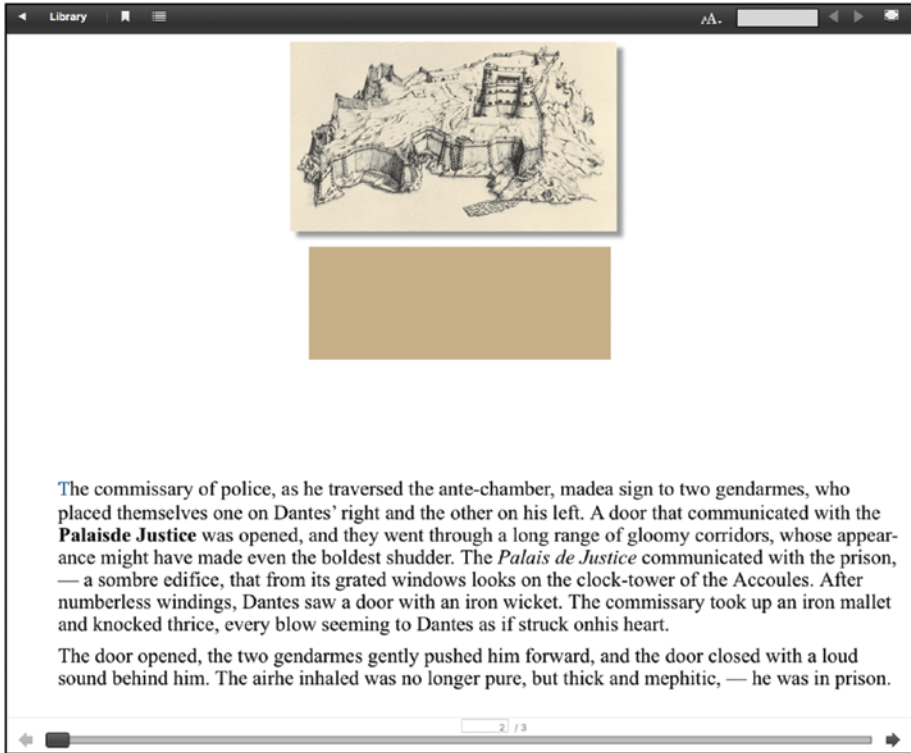 Library
AA.
The commissary of police, as he traversed the ante-chamber, madea sign to two gendarmes, who
placed themselves one on Dantes’ right and the other on his left. A door that communicated with the
Palaisde Justice was opened, and they went through a long range of gloomy corridors, whose appear-
ance might have made even the boldest shudder. The Palais de Justice communicated with the prison,
— a sombre edifice, that from its grated windows looks on the clock-tower of the Accoules. After
numberless windings, Dantes saw a door with an iron wicket. The commissary took up an iron mallet
and knocked thrice, every blow seeming to Dantes as if struck onhis heart.
The door opened, the two gendarmes gently pushed him forward, and the door closed with a loud
sound behind him. The airhe inhaled was no longer pure, but thick and mephitic, — he was in prison.
2 / 3